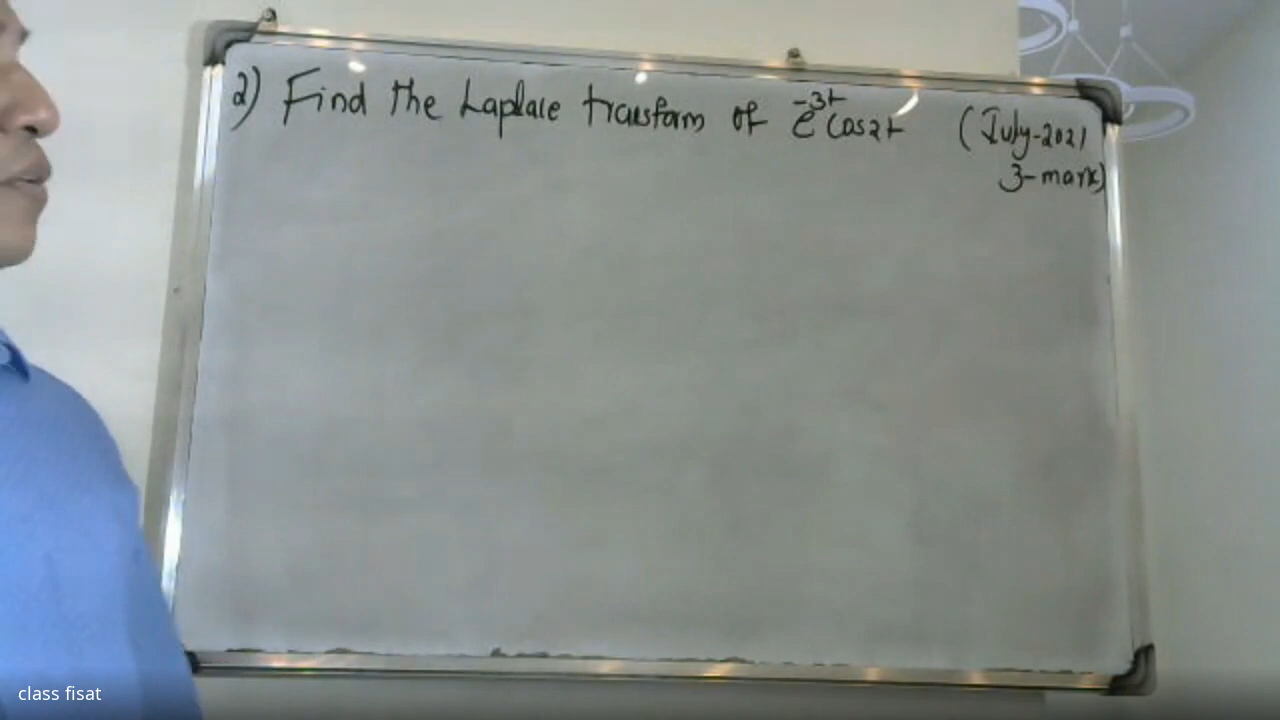 2) Find the Laplace transform of e^{-3t} cos2t (July-2021
3-mark)
class fisat